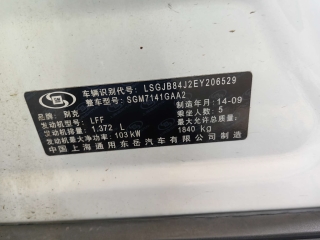 车辆识别代号: LSGJB84J2EY206529
整车型号: SGM7141GAA2
品牌: 别克 制造年月 14-09
发动机型号 LFF 乘坐人数 5
发动机排量 1.372 L 最大允许总质量
发动机最大净功率 103 kW 1840 kg
中国上海通用东岳汽车有限公司